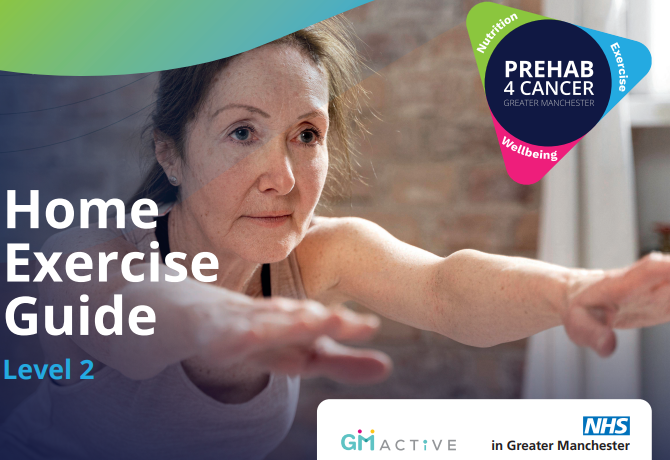 Nutrition
Exercise
PREHAB
4 CANCER
GREATER MANCHESTER
Wellbeing
Home
Exercise
Guide
Level 2
GM ACTIVE
NHS
in Greater Manchester